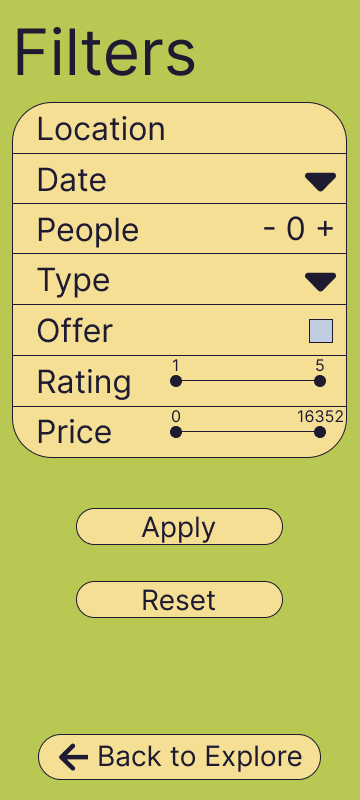 Filters
Location
Date
People - 0 +
Type
Offer
Rating 1 5
Price 0 16352
Apply
Reset
Back to Explore